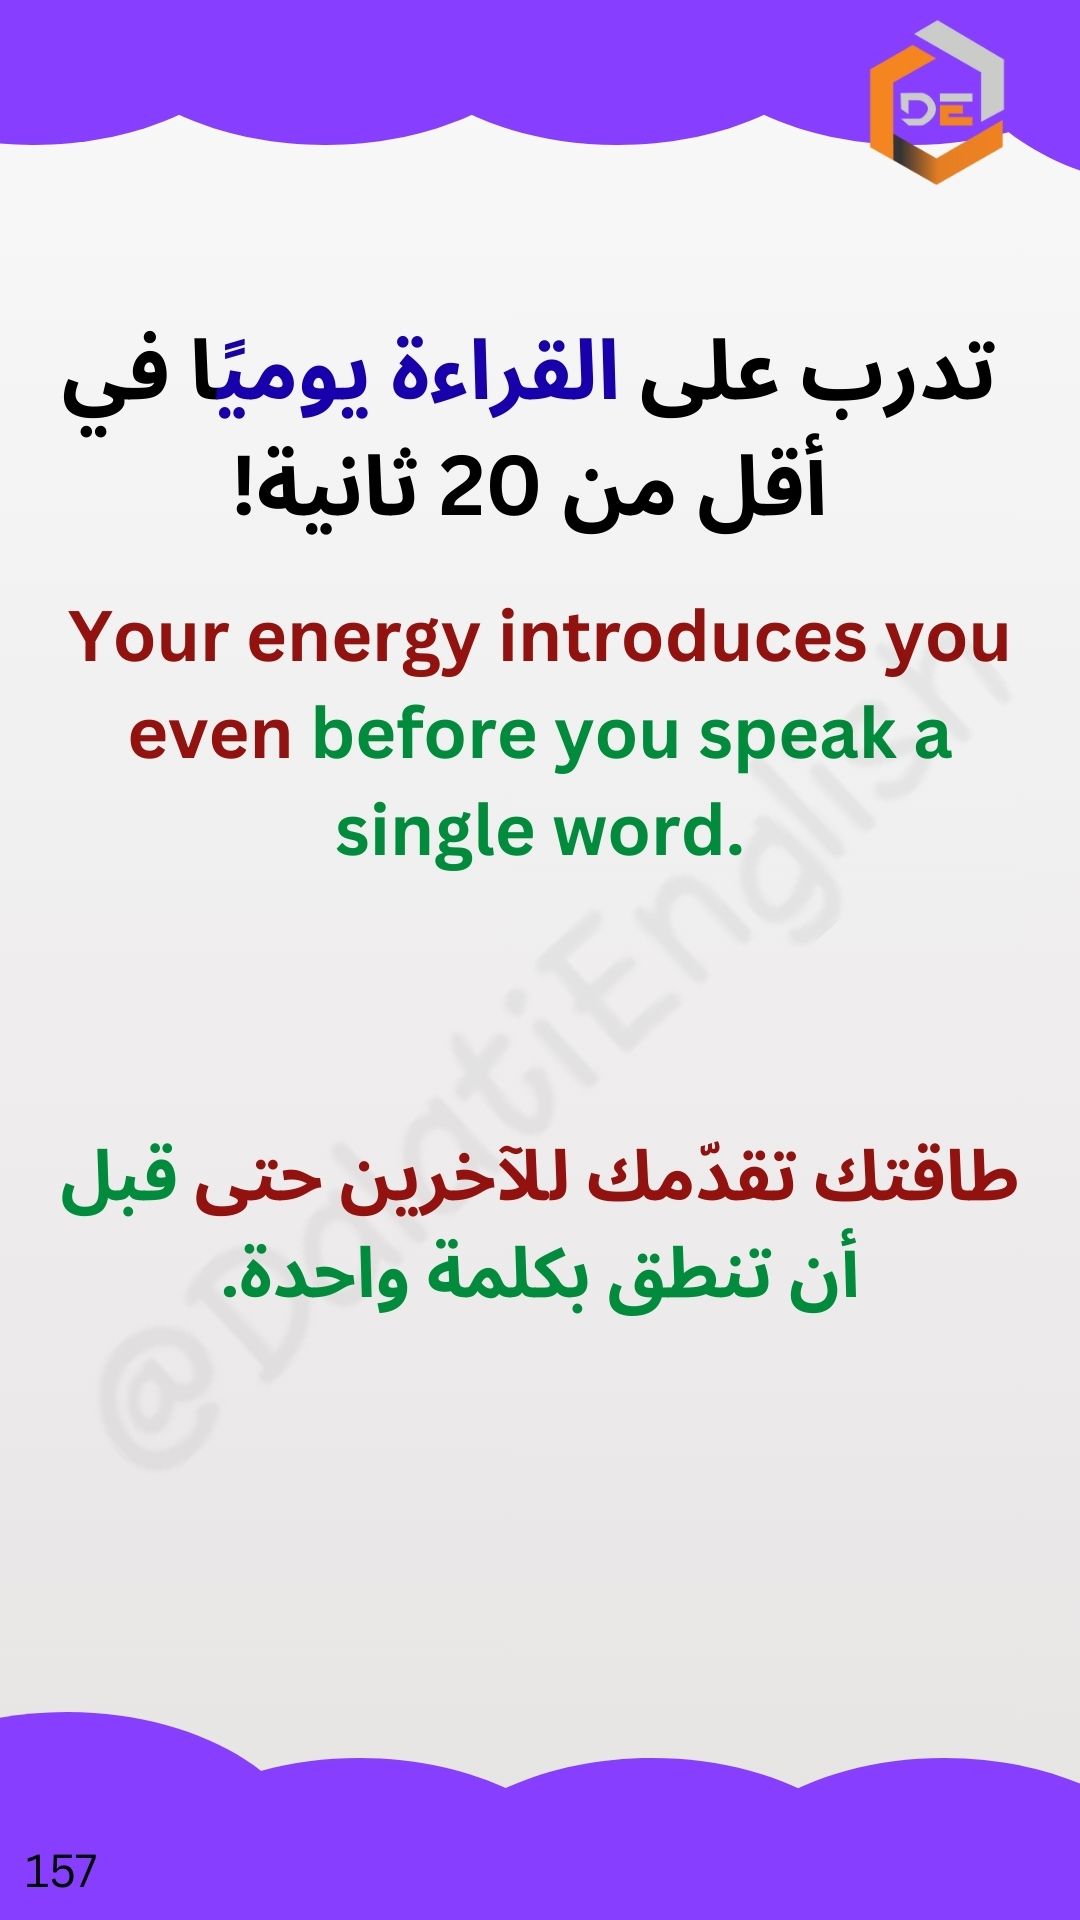 DE
تدرب على القراءة يوميًا في
أقل من 20 ثانية!
Your energy introduces you
even before you speak a
single word.
@DdatiEnglish
طاقتك تقدّمك للآخرين حتى قبل
أن تنطق بكلمة واحدة.
157